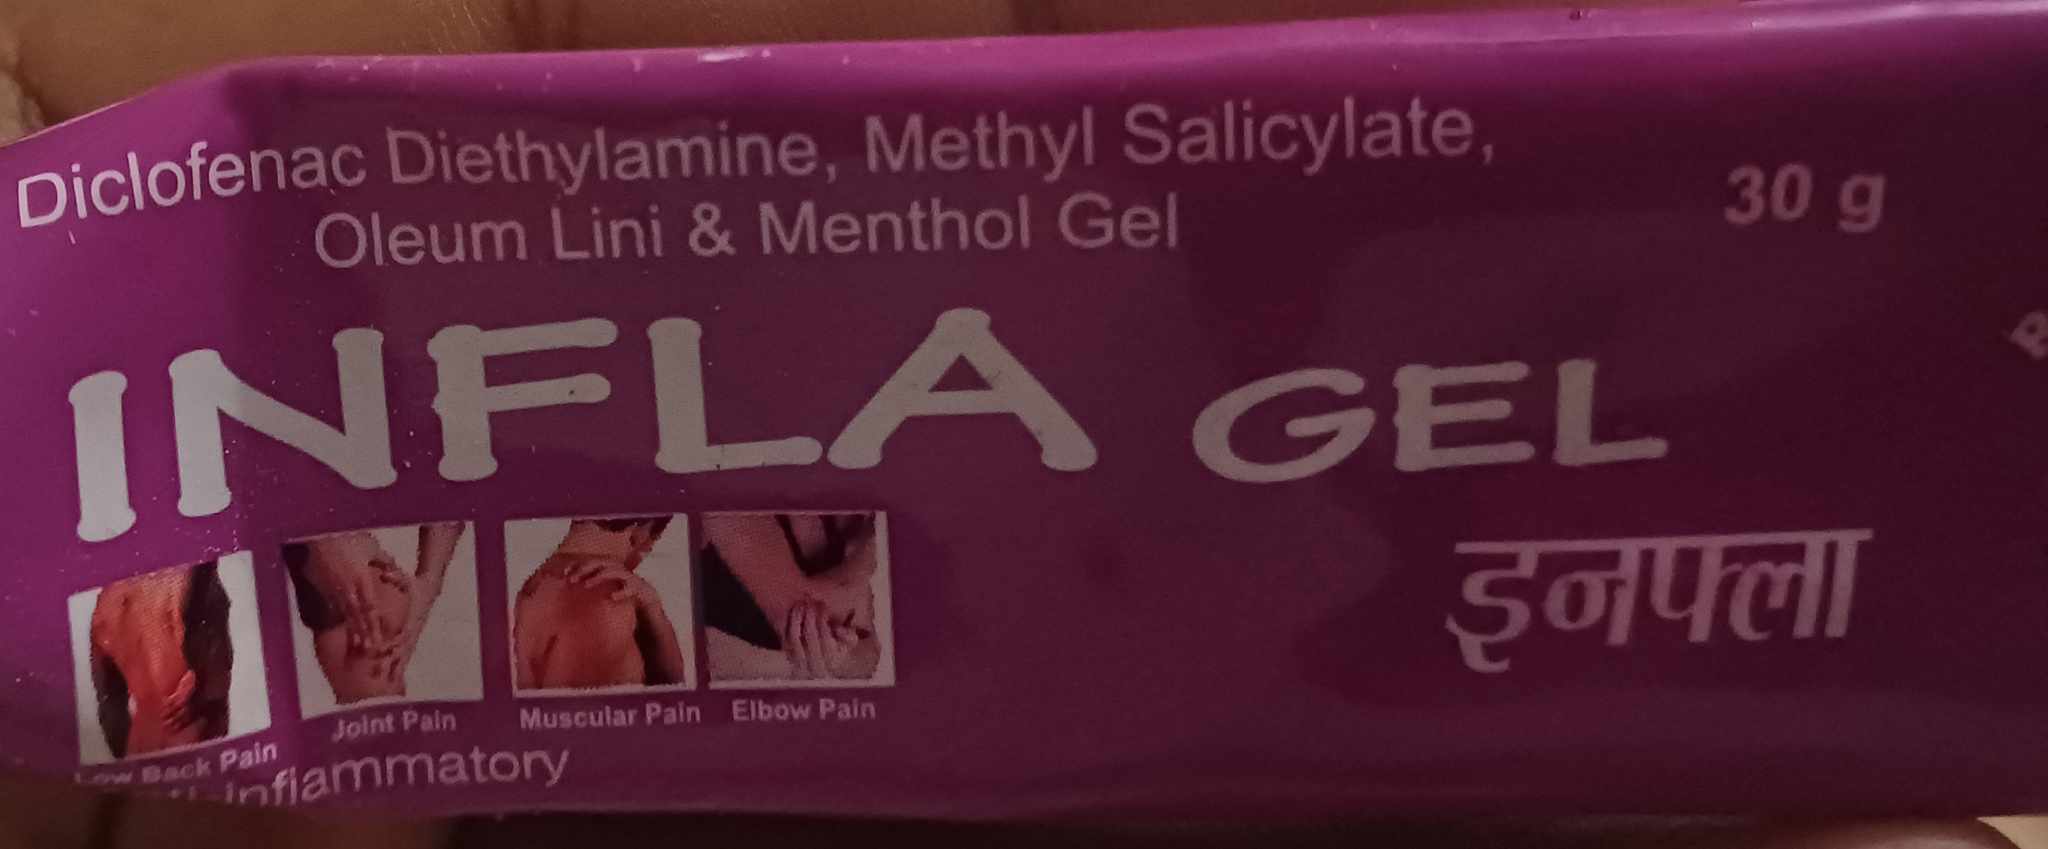 Diclofenac Diethylamine, Methyl Salicylate,
Oleum Lini & Menthol Gel
30 g
INFLA GEL
इनफ्ला
Low Back Pain
Joint Pain
Muscular Pain
Elbow Pain
inflammatory